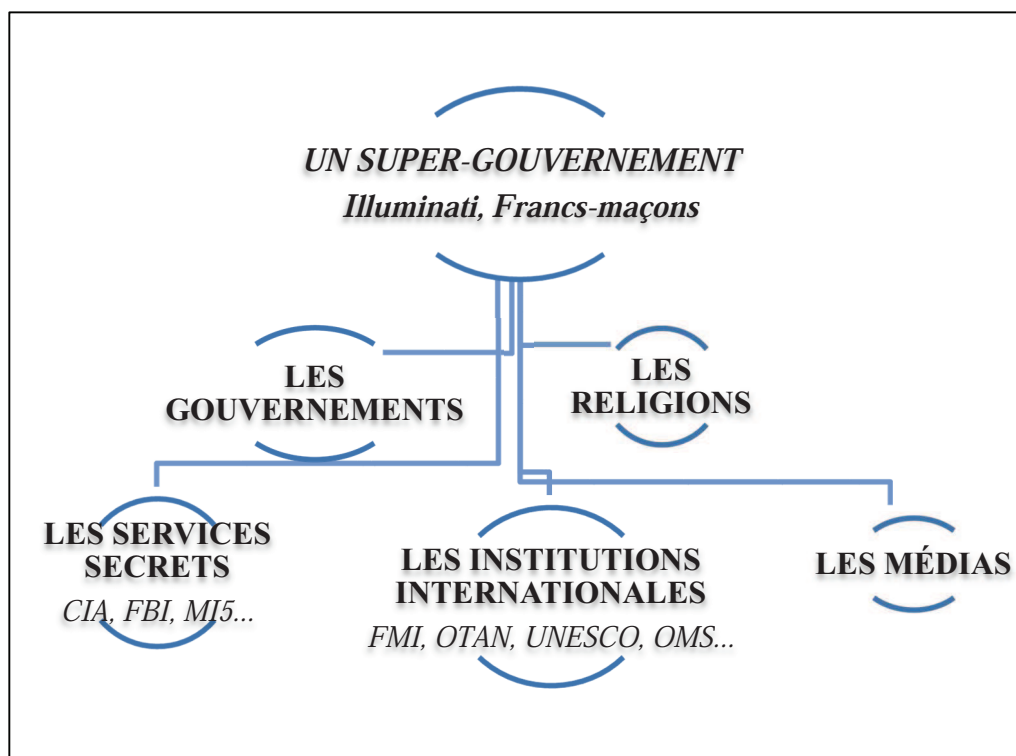 UN SUPER-GOUVERNEMENT
Illuminati, Francs-maçons
LES
GOUVERNEMENTS
LES
RELIGIONS
LES SERVICES
SECRETS
CIA, FBI, MI5...
LES INSTITUTIONS
INTERNATIONALES
FMI, OTAN, UNESCO, OMS...
LES MÉDIAS